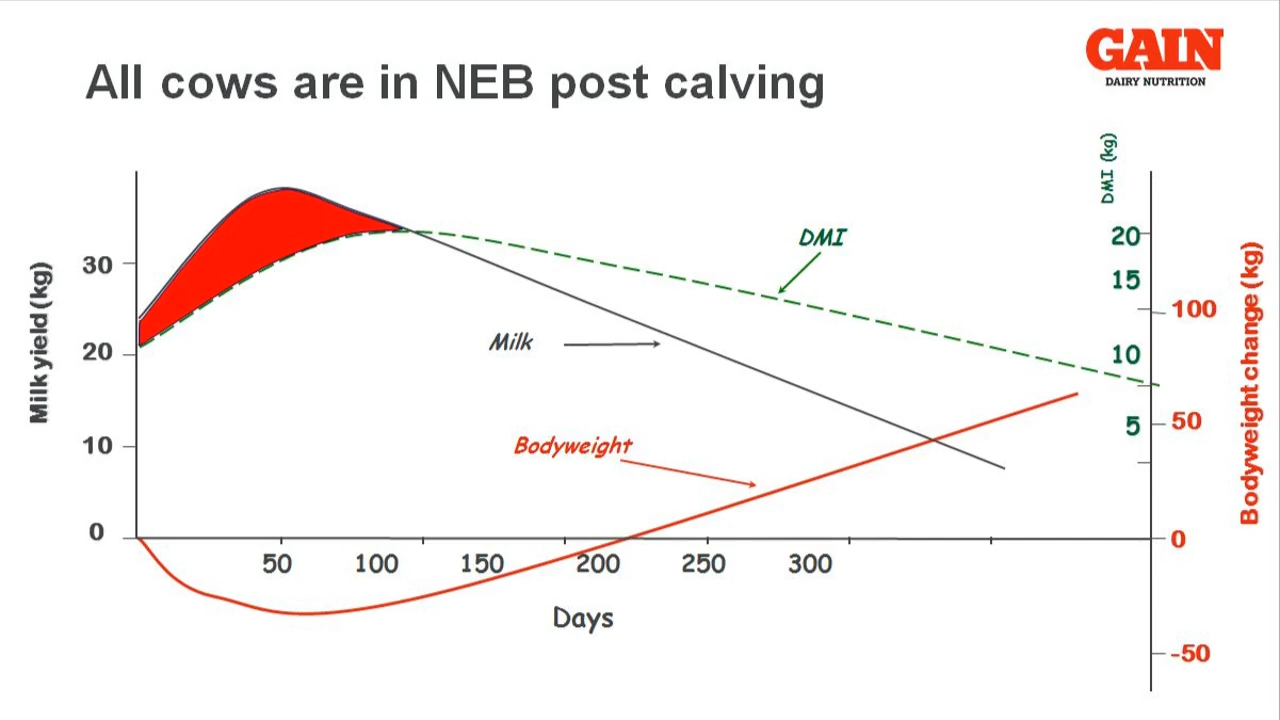 All cows are in NEB post calving
GAIN
DAIRY NUTRITION
DMI (kg)
Milk yield (kg)
30
20
10
0
DMI
Milk
Bodyweight
20
15
10
5
100
50
0
-50
Bodyweight change (kg)
50 100 150 200 250 300
Days